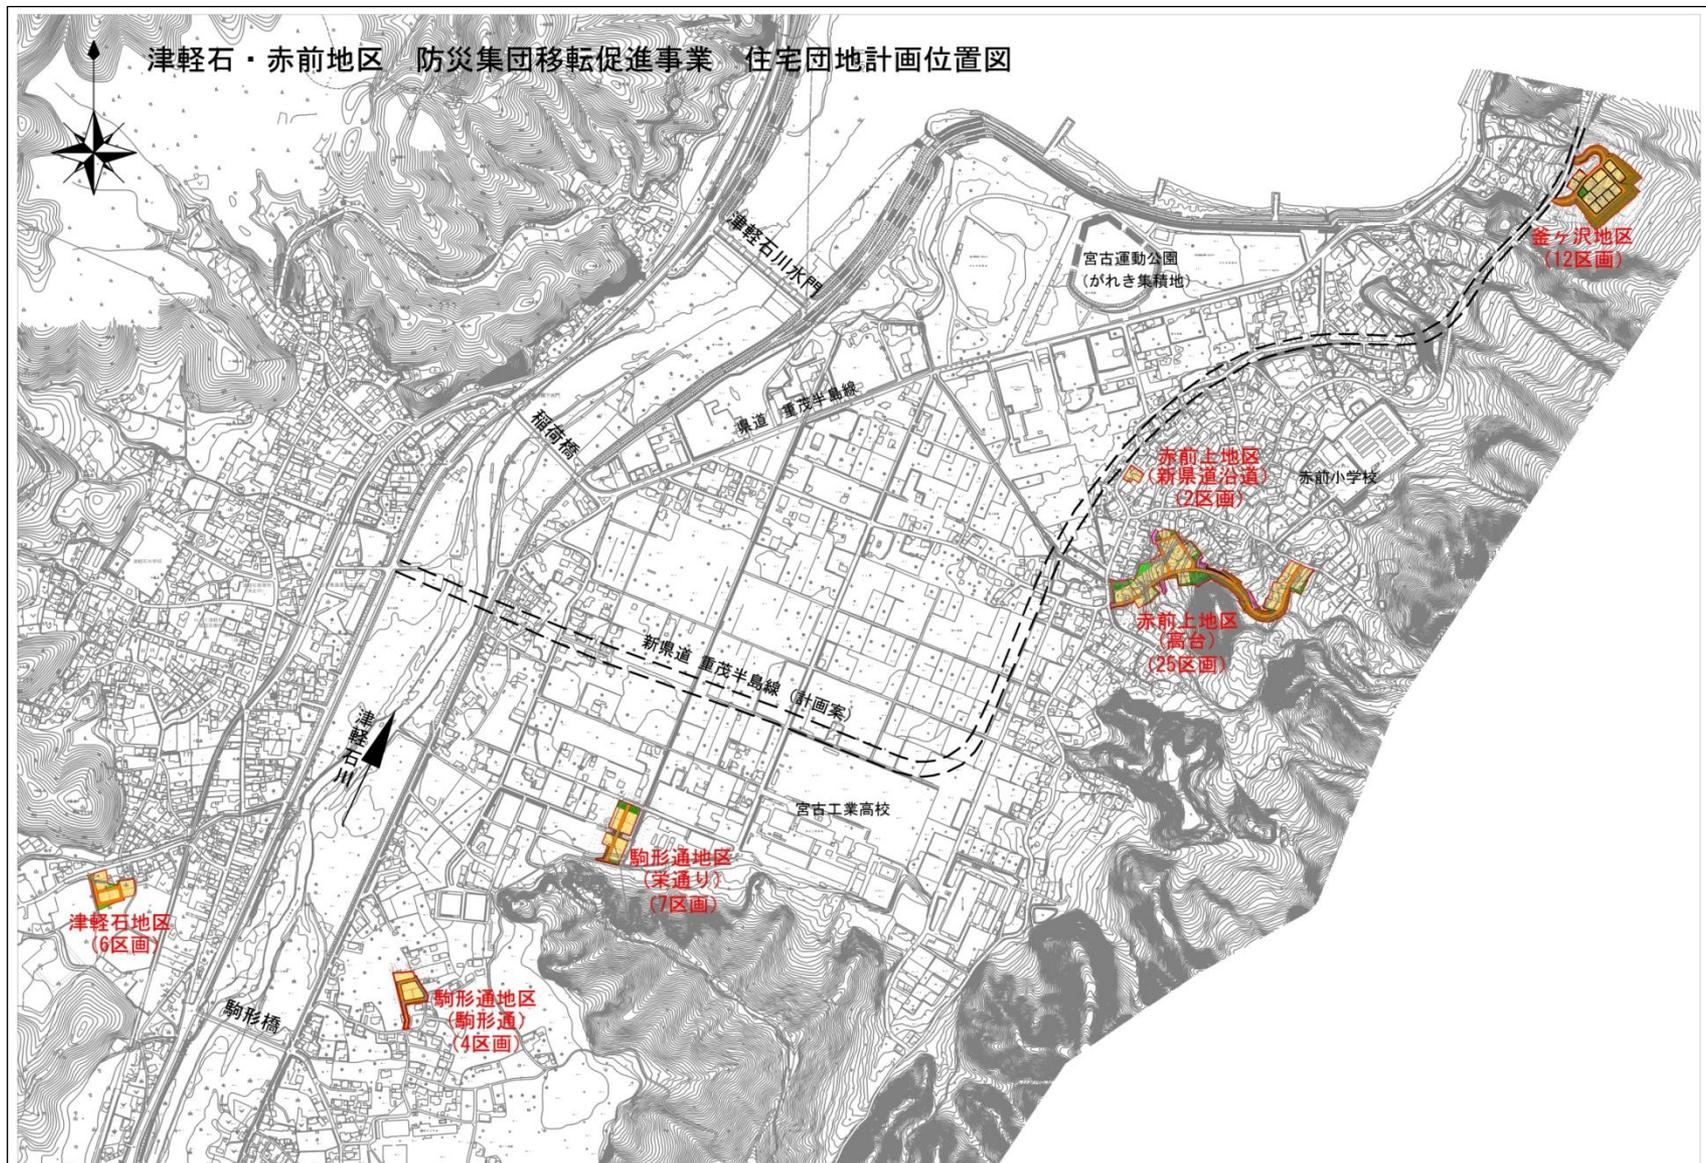 津軽石・赤前地区　防災集団移転促進事業　住宅団地計画位置図
津軽石川水門
宮古運動公園
(がれき集積地)
釜ヶ沢地区
(12区画)
県道　重茂半島線
稲荷橋
赤前上地区
(新県道沿道)
(2区画)
赤前小学校
赤前上地区
(高台)
(25区画)
新県道 重茂半島線 (計画案)
津軽石川
宮古工業高校
駒形通地区
(栄通り)
(7区画)
津軽石地区
(6区画)
駒形通地区
(駒形通)
(4区画)
駒形橋